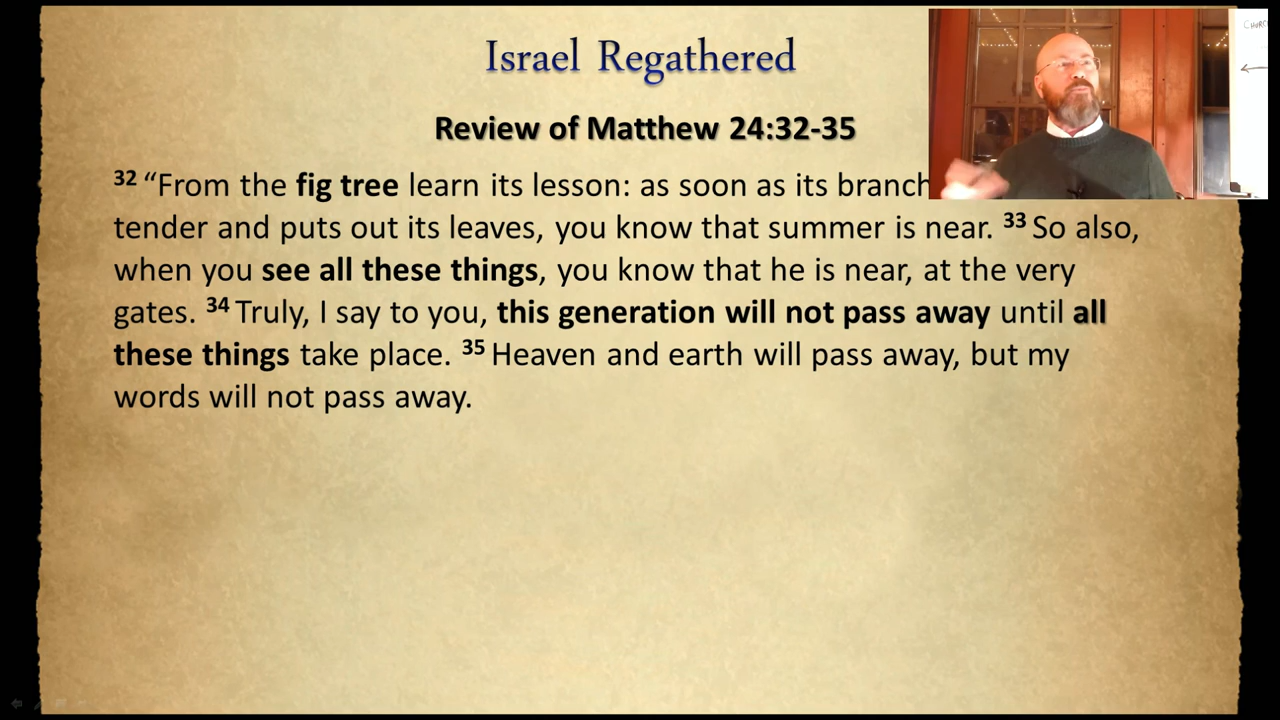 Israel Regathered
Review of Matthew 24:32-35
32 “From the fig tree learn its lesson: as soon as its branch
tender and puts out its leaves, you know that summer is near. 33 So also,
when you see all these things, you know that he is near, at the very
gates. 34 Truly, I say to you, this generation will not pass away until all
these things take place. 35 Heaven and earth will pass away, but my
words will not pass away.